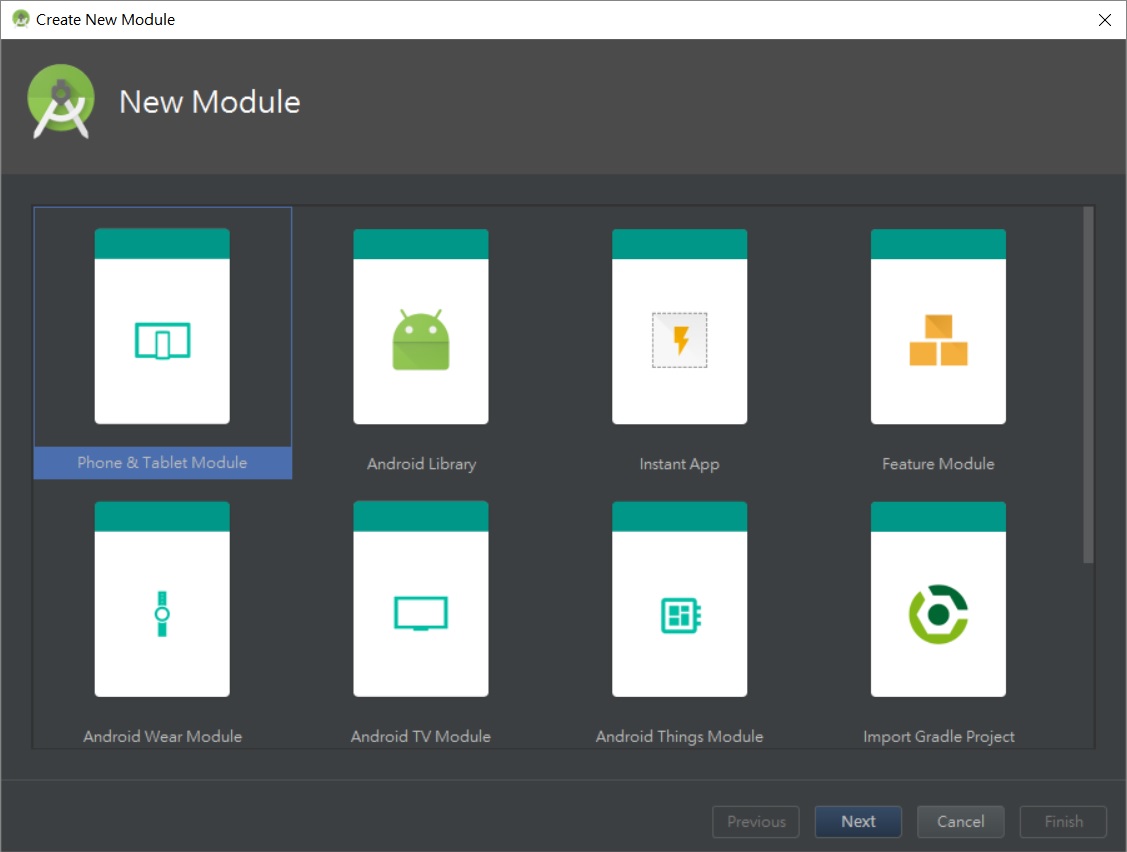 Create New Module
New Module
Phone & Tablet Module
Android Library
Instant App
Feature Module
Android Wear Module
Android TV Module
Android Things Module
Import Gradle Project
Previous
Next
Cancel
Finish